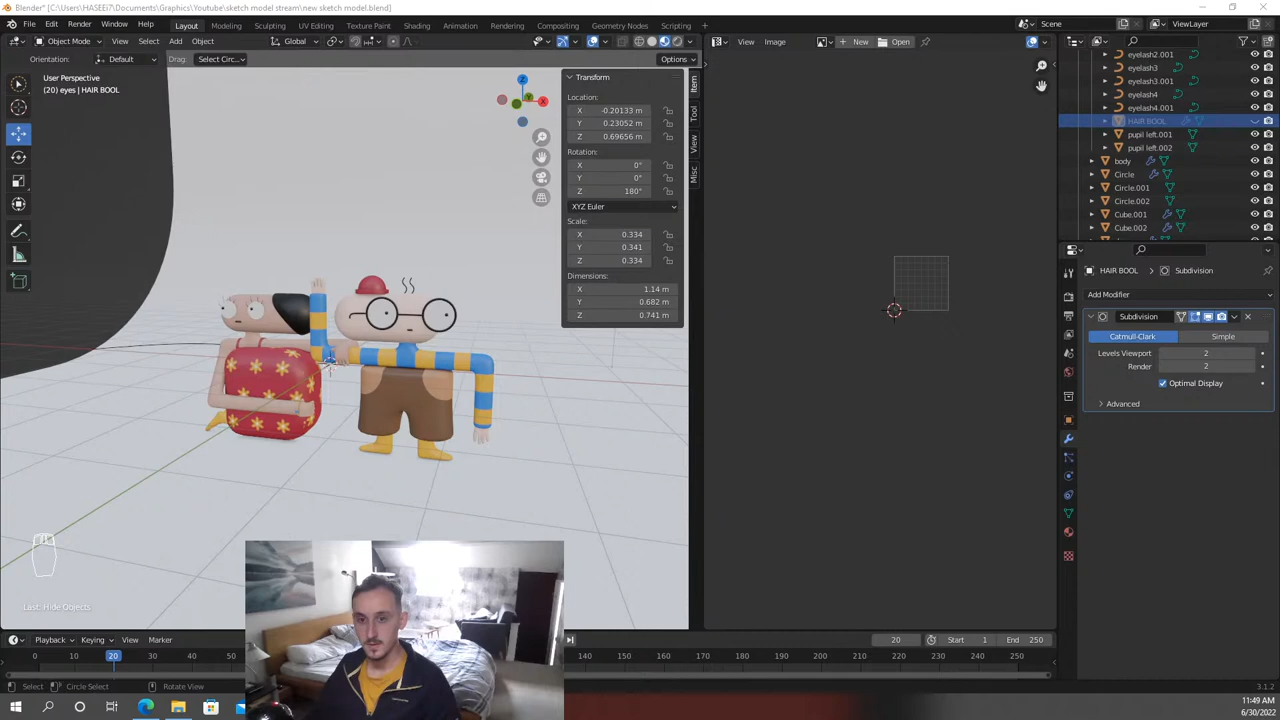 Blender [C:\Users\HASEEi7\Documents\Graphics\Youtube\sketch model stream\new sketch model.blend]
File Edit Render Window Help Layout Modeling Sculpting UV Editing Texture Paint Shading Animation Rendering Compositing Geometry Nodes Scripting Scene ViewLayer
Object Mode View Select Add Object Global View Image New Open
Orientation: Default Drag: Select Circ... Options
User Perspective
(20) eyes | HAIR BOOL
Z
Y
X
Transform
Location:
X -0.20133 m
Y 0.23052 m
Z 0.69656 m
Rotation:
X 0°
Y 0°
Z 180°
XYZ Euler
Scale:
X 0.334
Y 0.341
Z 0.334
Dimensions:
X 1.14 m
Y 0.682 m
Z 0.741 m
Item
Tool
View
Misc
eyelash2.001
eyelash3
eyelash3.001
eyelash4
eyelash4.001
HAIR BOOL
pupil left.001
pupil left.002
body
Circle
Circle.001
Circle.002
Cube.001
Cube.002
HAIR BOOL Subdivision
Add Modifier
Subdivision
Catmull-Clark Simple
Levels Viewport 2
Render 2
Optimal Display
Advanced
Last: Hide Objects
Playback Keying View Marker 20 Start 1 End 250
0 10 20 30 40 50 140 150 160 170 180 190 200 210 220 230 240 250
Select Circle Select Rotate View 3.1.2
11:49 AM
6/30/2022